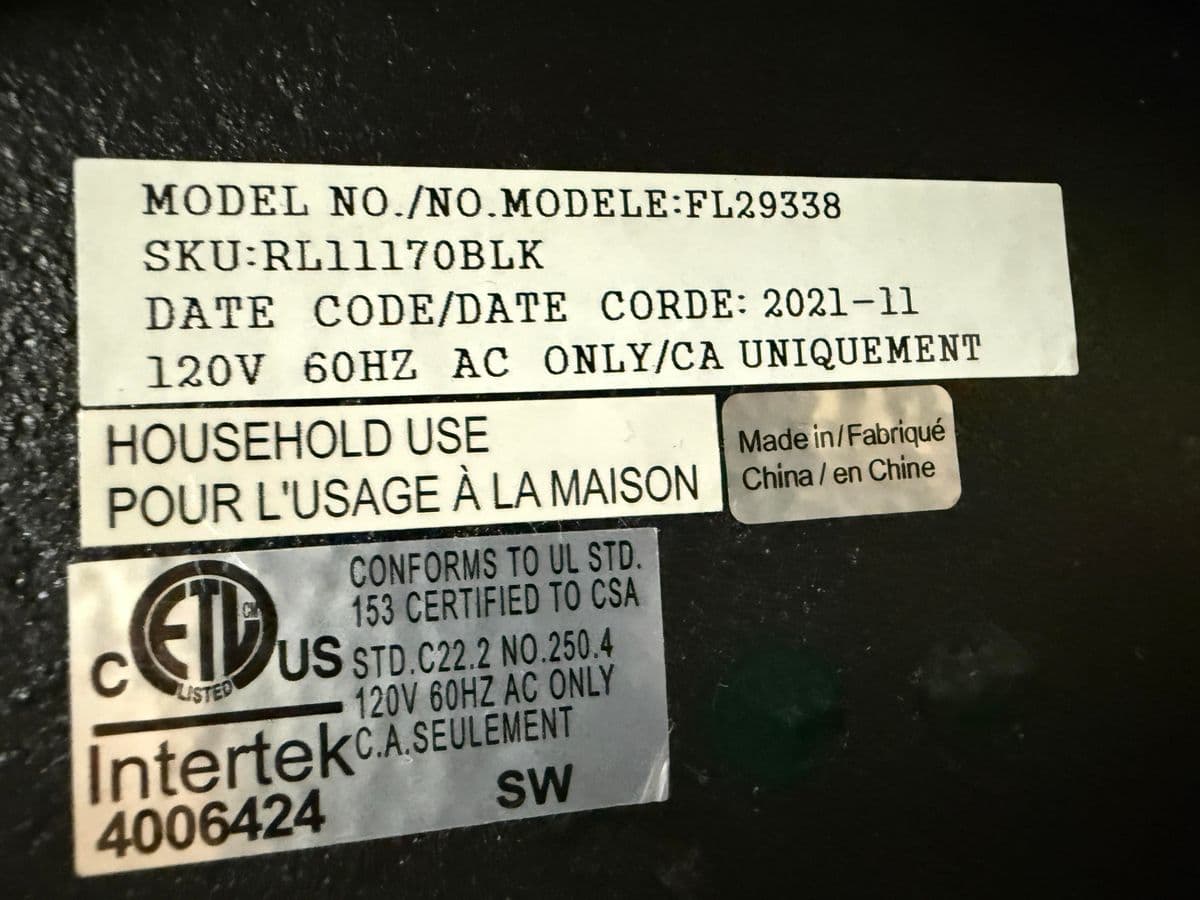 MODEL NO./NO.MODELE:FL29338
SKU:RL11170BLK
DATE CODE/DATE CORDE: 2021-11
120V 60HZ AC ONLY/CA UNIQUEMENT
HOUSEHOLD USE
POUR L'USAGE À LA MAISON
Made in/Fabriqué
China / en Chine
C ETL CM US
LISTED
Intertek
4006424
CONFORMS TO UL STD.
153 CERTIFIED TO CSA
STD.C22.2 NO.250.4
120V 60HZ AC ONLY
C.A.SEULEMENT
SW